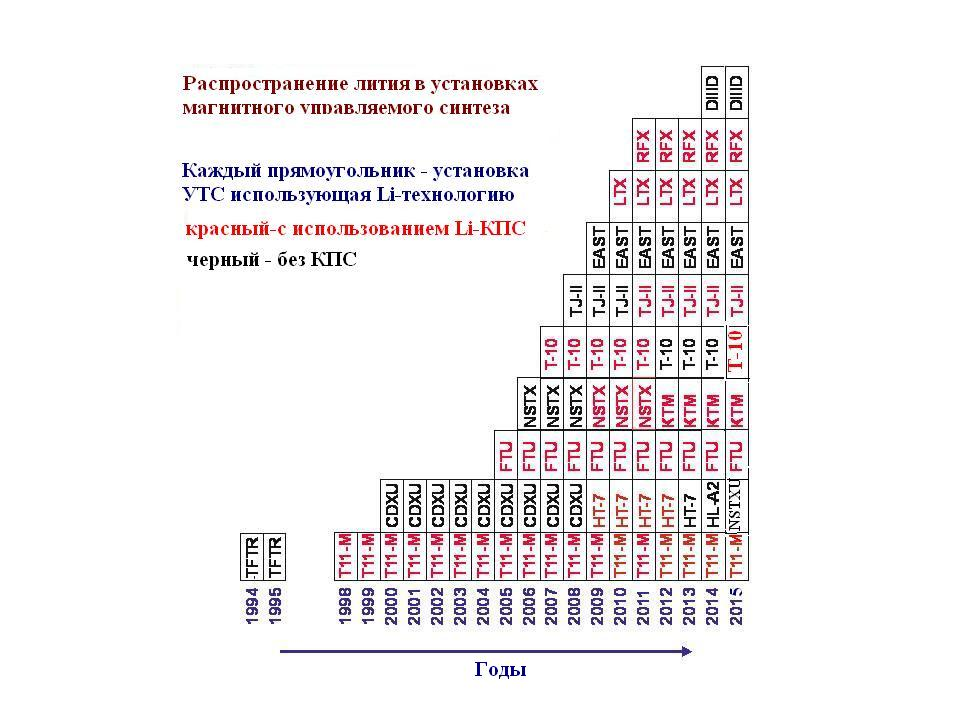 Распространение лития в установках
магнитного управляемого синтеза
Каждый прямоугольник - установка
УТС использующая Li-технологию
красный-с использованием Li-КПС
черный - без КПС
DIIID DIIID
RFX RFX RFX RFX RFX
LTX LTX LTX LTX LTX LTX
EAST EAST EAST EAST EAST EAST EAST
TJ-II TJ-II TJ-II TJ-II TJ-II TJ-II TJ-II TJ-II
T-10 T-10 T-10 T-10 T-10 T-10 T-10 T-10 T-10
NSTX NSTX NSTX NSTX NSTX NSTX KTM KTM KTM KTM
FTU FTU FTU FTU FTU FTU FTU FTU FTU FTU FTU
CDXU CDXU CDXU CDXU CDXU CDXU CDXU CDXU CDXU HT-7 HT-7 HT-7 HT-7 HT-7 HL-A2 NSTXU
TFTR TFTR T11-M T11-M T11-M T11-M T11-M T11-M T11-M T11-M T11-M T11-M T11-M T11-M T11-M T11-M T11-M T11-M T11-M T11-M
1994 1995 1998 1999 2000 2001 2002 2003 2004 2005 2006 2007 2008 2009 2010 2011 2012 2013 2014 2015
Годы